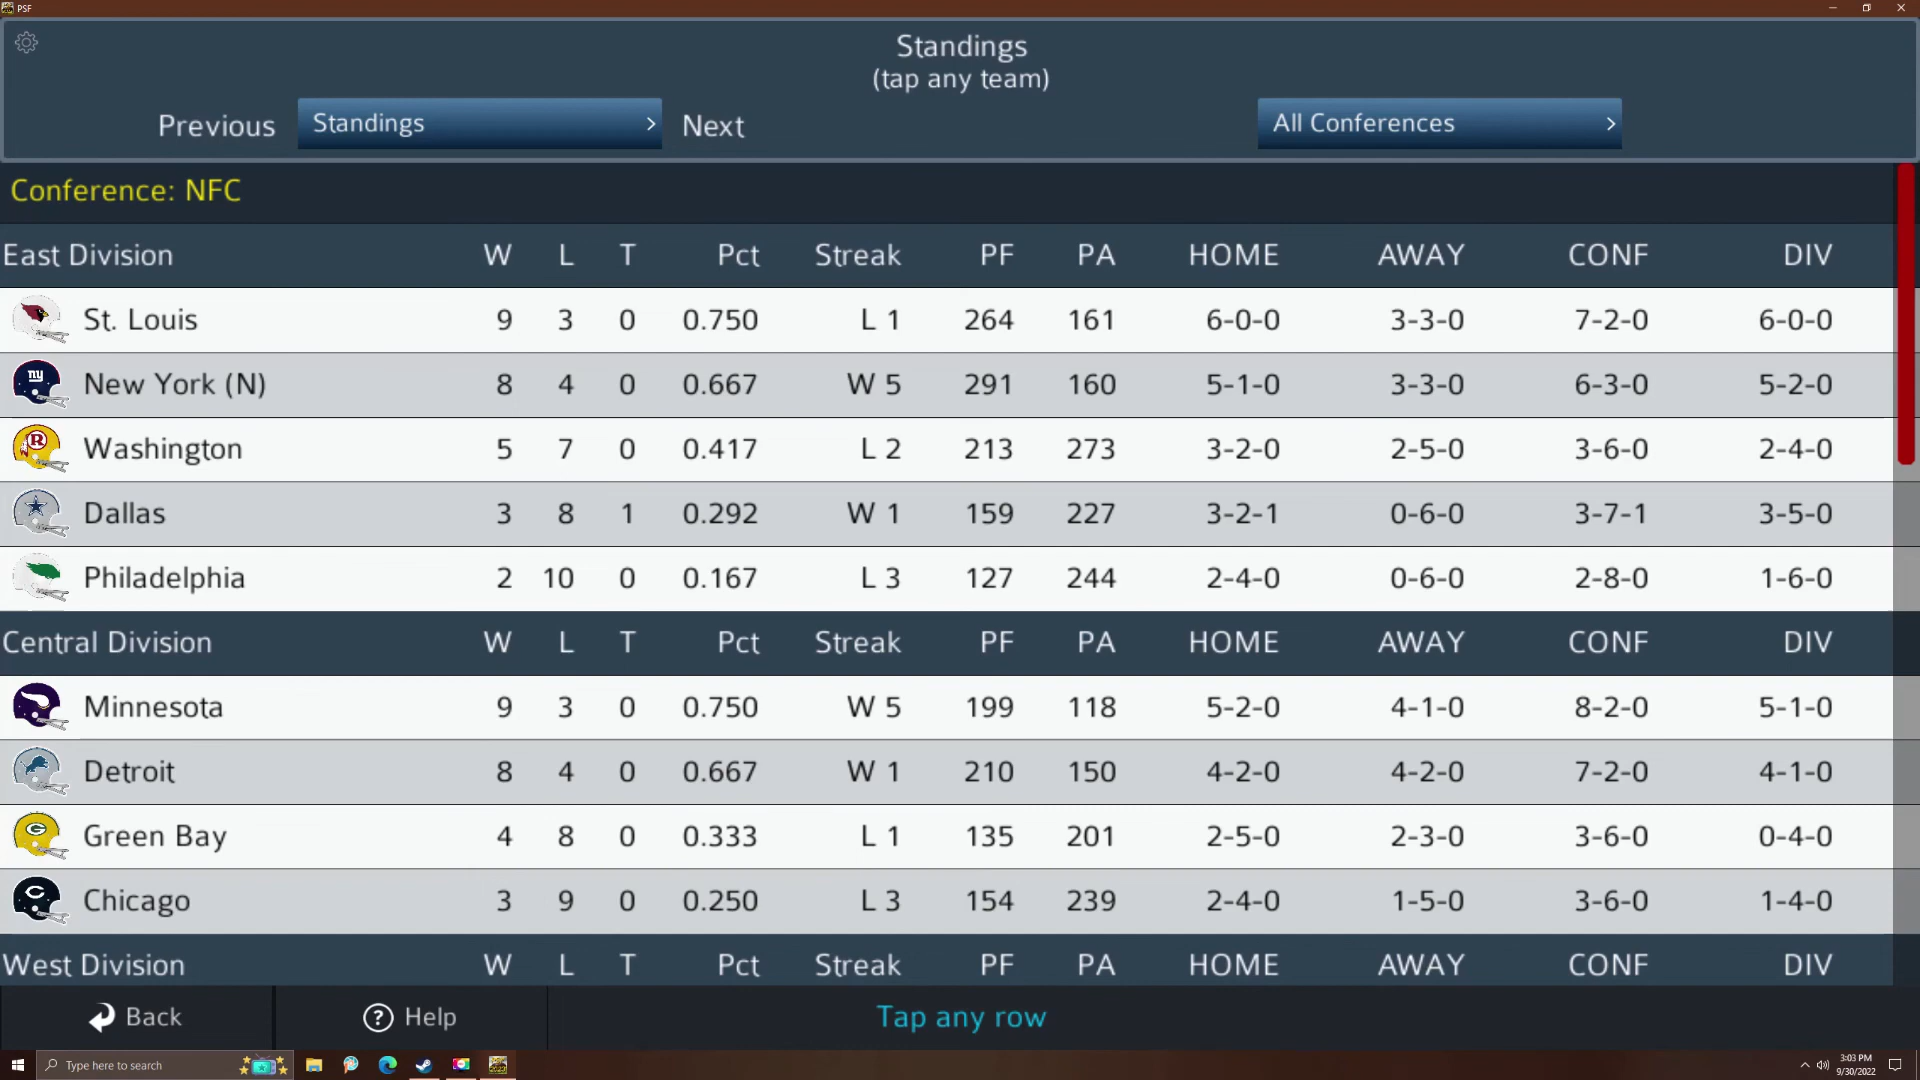 PSF
Standings
(tap any team)
Previous Standings > Next All Conferences >
Conference: NFC
East Division W L T Pct Streak PF PA HOME AWAY CONF DIV
St. Louis 9 3 0 0.750 L 1 264 161 6-0-0 3-3-0 7-2-0 6-0-0
ny New York (N) 8 4 0 0.667 W 5 291 160 5-1-0 3-3-0 6-3-0 5-2-0
R Washington 5 7 0 0.417 L 2 213 273 3-2-0 2-5-0 3-6-0 2-4-0
Dallas 3 8 1 0.292 W 1 159 227 3-2-1 0-6-0 3-7-1 3-5-0
Philadelphia 2 10 0 0.167 L 3 127 244 2-4-0 0-6-0 2-8-0 1-6-0
Central Division W L T Pct Streak PF PA HOME AWAY CONF DIV
Minnesota 9 3 0 0.750 W 5 199 118 5-2-0 4-1-0 8-2-0 5-1-0
Detroit 8 4 0 0.667 W 1 210 150 4-2-0 4-2-0 7-2-0 4-1-0
G Green Bay 4 8 0 0.333 L 1 135 201 2-5-0 2-3-0 3-6-0 0-4-0
C Chicago 3 9 0 0.250 L 3 154 239 2-4-0 1-5-0 3-6-0 1-4-0
West Division W L T Pct Streak PF PA HOME AWAY CONF DIV
Back ? Help Tap any row
Type here to search
3:03 PM
9/30/2022